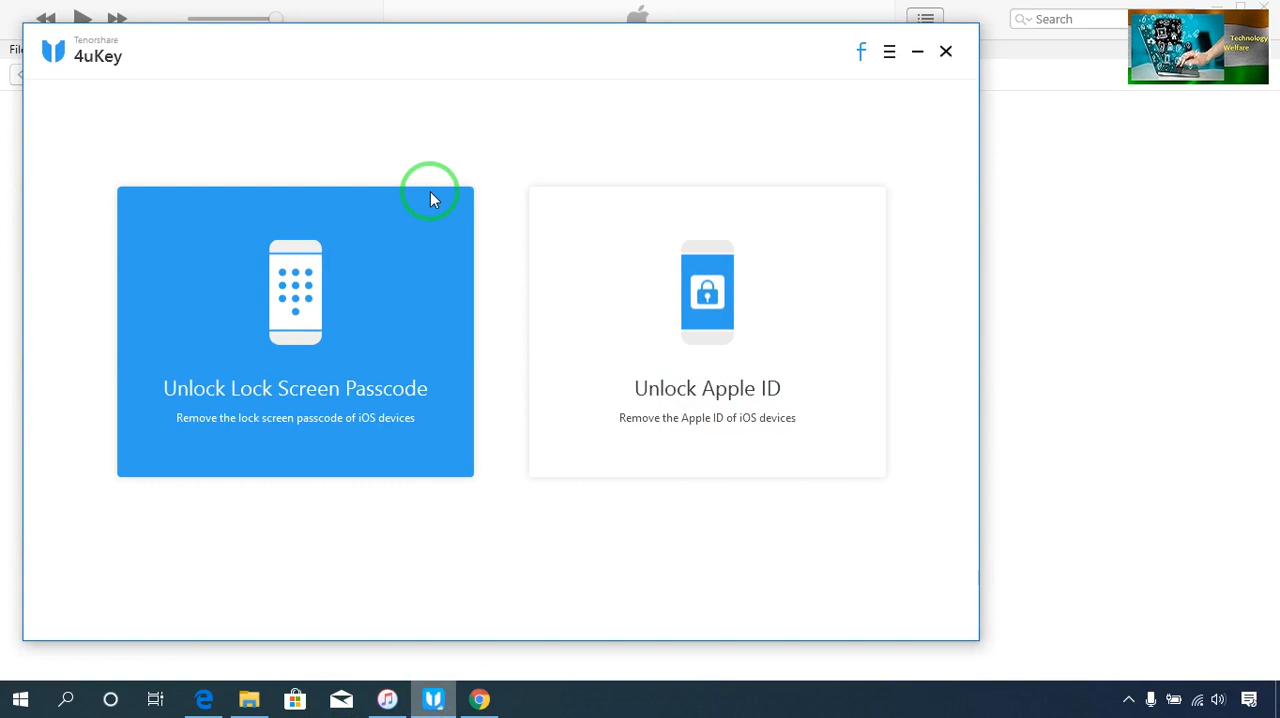 Search
Technology
Welfare
Tenorshare
4uKey
Unlock Lock Screen Passcode
Remove the lock screen passcode of iOS devices
Unlock Apple ID
Remove the Apple ID of iOS devices